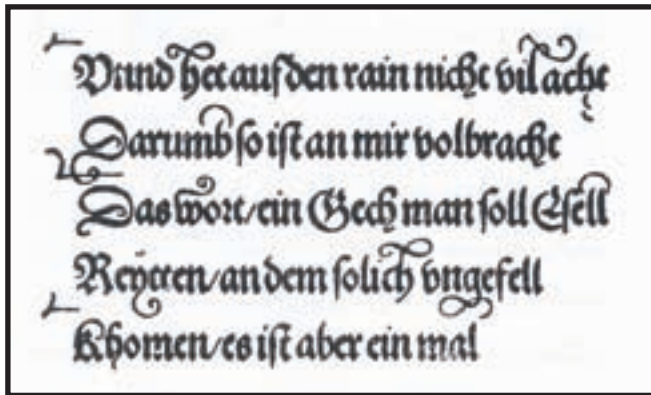 Vnnd het auf den rain nicht vil acht
Darumb so ist an mir volbracht
Das wort / ein Gech man soll Esell
Reytten / an dem solich vngefell
Khomen / es ist aber ein mal